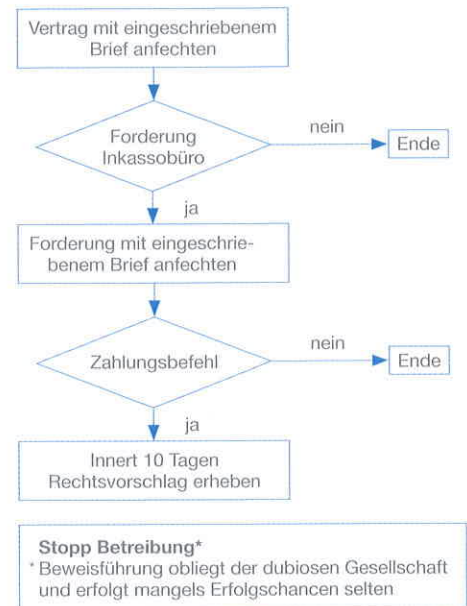 Vertrag mit eingeschriebenem
Brief anfechten
Forderung
Inkassobüro
nein
Ende
ja
Forderung mit eingeschrie-
benem Brief anfechten
Zahlungsbefehl
nein
Ende
ja
Innert 10 Tagen
Rechtsvorschlag erheben
Stopp Betreibung*
* Beweisführung obliegt der dubiosen Gesellschaft
und erfolgt mangels Erfolgschancen selten